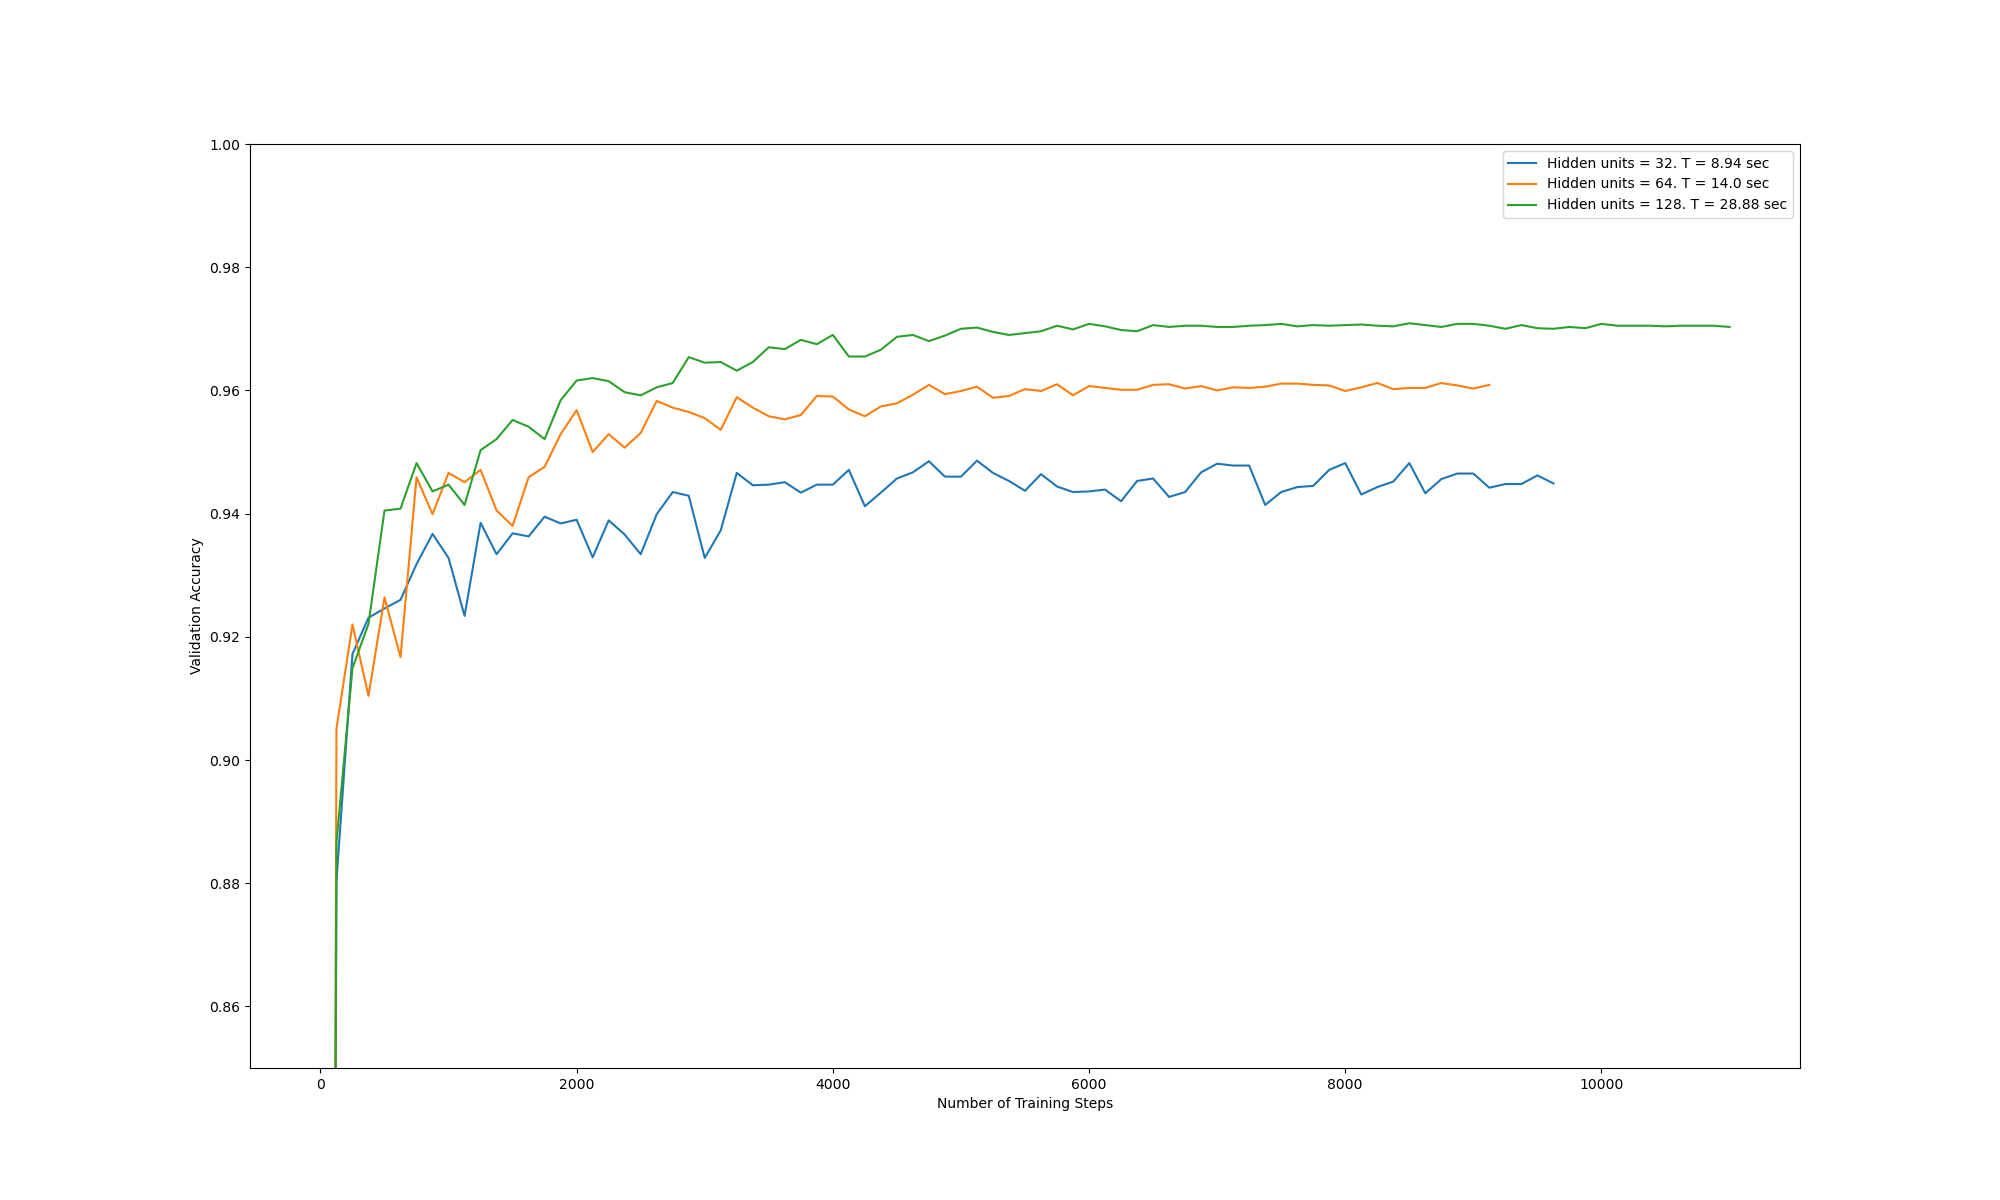 1.00
0.98
0.96
0.94
0.92
0.90
0.88
0.86
Validation Accuracy
Hidden units = 32. T = 8.94 sec
Hidden units = 64. T = 14.0 sec
Hidden units = 128. T = 28.88 sec
0 2000 4000 6000 8000 10000
Number of Training Steps